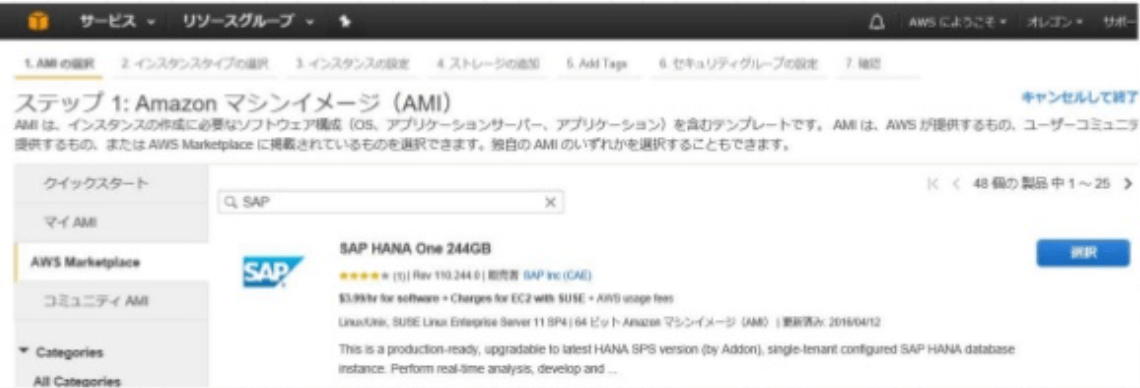 サービス リソースグループ AWS にようこそ オレゴン サポー
1. AMI の選択 2. インスタンスタイプの選択 3. インスタンスの設定 4. ストレージの追加 5. Add Tags 6. セキュリティグループの設定 7. 確認
ステップ 1: Amazon マシンイメージ（AMI） キャンセルして終了
AMI は、インスタンスの作成に必要なソフトウェア構成（OS、アプリケーションサーバー、アプリケーション）を含むテンプレートです。 AMI は、AWS が提供するもの、ユーザーコミュニテ
提供するもの、または AWS Marketplace に掲載されているものを選択できます。独自の AMI のいずれかを選択することもできます。
クイックスタート
48 個の 製品 中 1 ~ 25
SAP
マイ AMI
AWS Marketplace
コミュニティ AMI
Categories
All Categories
SAP
SAP HANA One 244GB
選択
(1) | Rev 110.244.0 | 販売者 SAP Inc (CAE)
$3.99/hr for software + Charges for EC2 with SUSE + AWS usage fees
Linux/Unix, SUSE Linux Enterprise Server 11 SP4 | 64 ビット Amazon マシンイメージ（AMI） | 更新済み: 2016/04/12
This is a production-ready, upgradable to latest HANA SPS version (by Addon), single-tenant configured SAP HANA database
instance. Perform real-time analysis, develop and ...